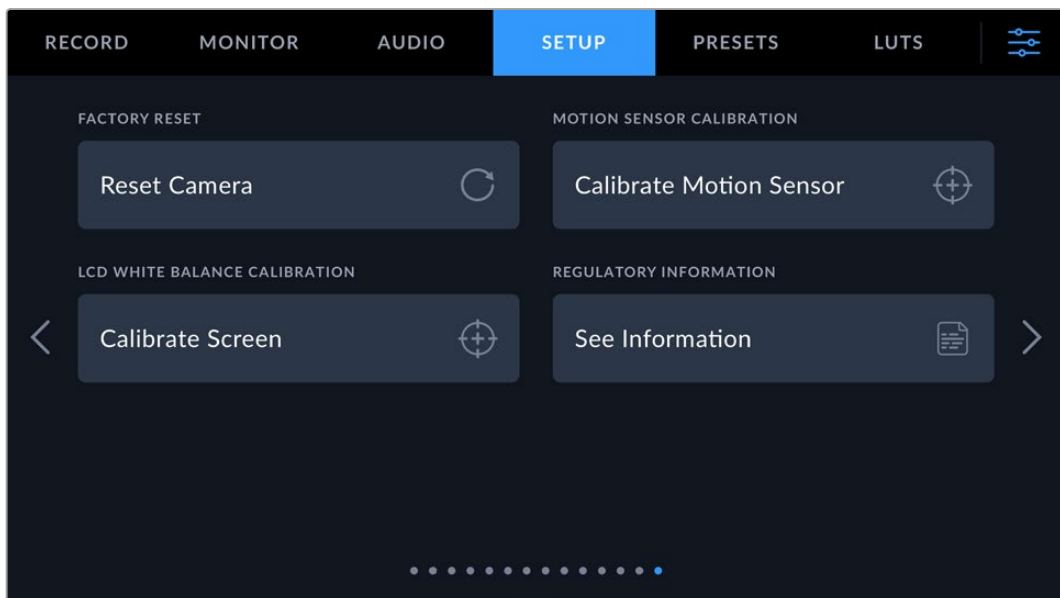 RECORD MONITOR AUDIO SETUP PRESETS LUTS
FACTORY RESET
Reset Camera
MOTION SENSOR CALIBRATION
Calibrate Motion Sensor
LCD WHITE BALANCE CALIBRATION
Calibrate Screen
REGULATORY INFORMATION
See Information